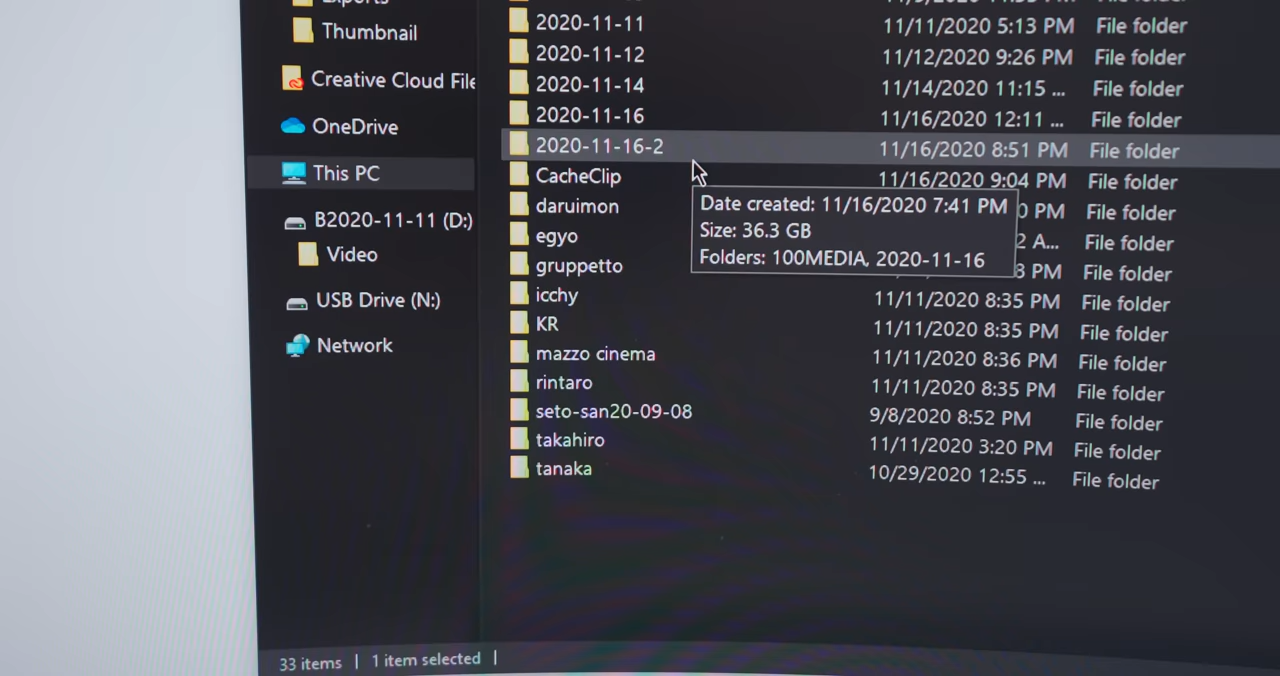 Exports
Thumbnail
Creative Cloud File
OneDrive
This PC
B2020-11-11 (D:)
Video
USB Drive (N:)
Network
2020-11-11 11/11/2020 5:13 PM File folder
2020-11-12 11/12/2020 9:26 PM File folder
2020-11-14 11/14/2020 11:15 ... File folder
2020-11-16 11/16/2020 12:11 ... File folder
2020-11-16-2 11/16/2020 8:51 PM File folder
CacheClip 11/16/2020 9:04 PM File folder
daruimon 0 PM File folder
egyo 2 A... File folder
gruppetto PM File folder
icchy 11/11/2020 8:35 PM File folder
KR 11/11/2020 8:35 PM File folder
mazzo cinema 11/11/2020 8:36 PM File folder
rintaro 11/11/2020 8:35 PM File folder
seto-san20-09-08 9/8/2020 8:52 PM File folder
takahiro 11/11/2020 3:20 PM File folder
tanaka 10/29/2020 12:55 ... File folder
Date created: 11/16/2020 7:41 PM
Size: 36.3 GB
Folders: 100MEDIA, 2020-11-16
33 items | 1 item selected |